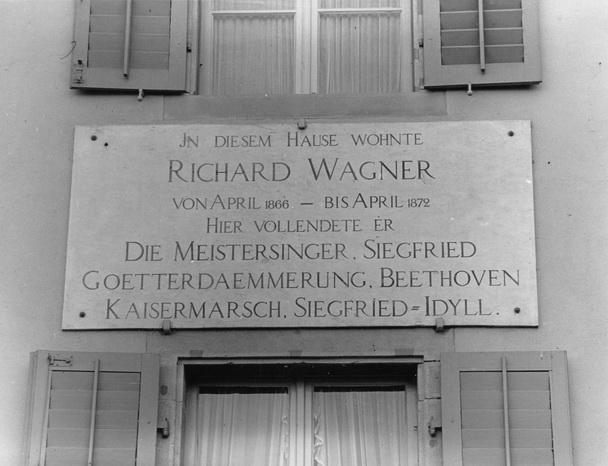 JN DIESEM HAUSE WOHNTE
RICHARD WAGNER
VON APRIL 1866 — BIS APRIL 1872
HIER VOLLENDETE ER
DIE MEISTERSINGER, SIEGFRIED
GOETTERDAEMMERUNG, BEETHOVEN
KAISERMARSCH, SIEGFRIED=IDYLL.